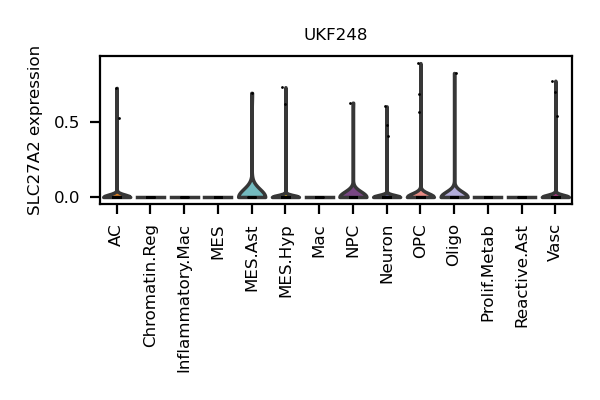 UKF248
SLC27A2 expression
0.5
0.0
AC
Chromatin.Reg
Inflammatory.Mac
MES
MES.Ast
MES.Hyp
Mac
NPC
Neuron
OPC
Oligo
Prolif.Metab
Reactive.Ast
Vasc